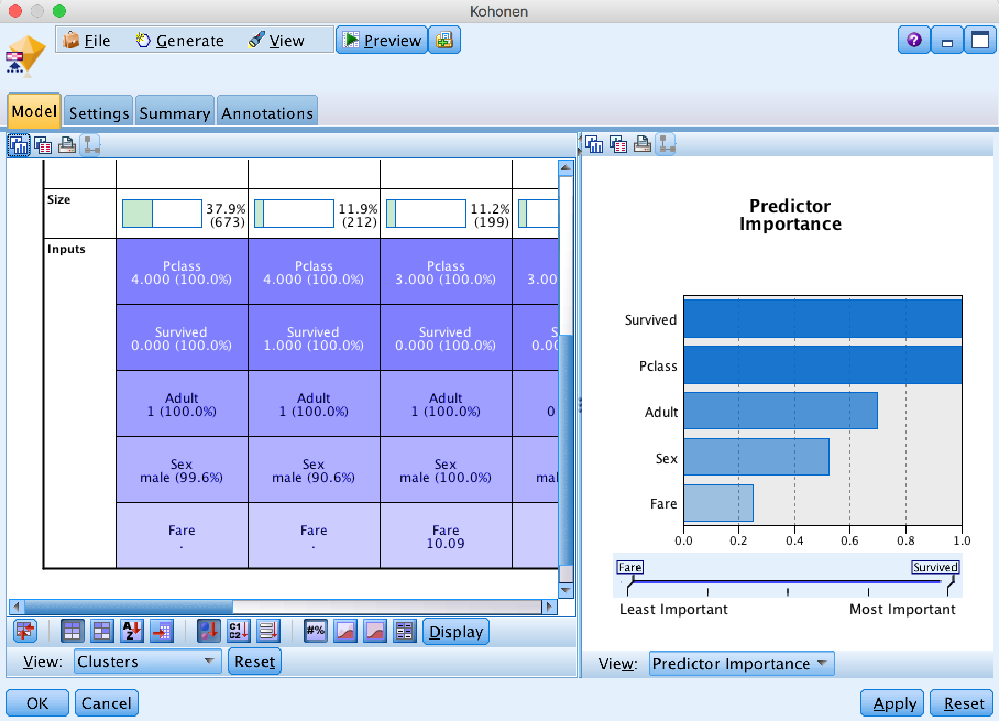 Kohonen
File Generate View Preview
Model Settings Summary Annotations
Size
37.9%
(673)
11.9%
(212)
11.2%
(199)
Inputs
Pclass
4.000 (100.0%)
Pclass
4.000 (100.0%)
Pclass
3.000 (100.0%)
3.00
Survived
0.000 (100.0%)
Survived
1.000 (100.0%)
Survived
0.000 (100.0%)
S
0.00
Adult
1 (100.0%)
Adult
1 (100.0%)
Adult
1 (100.0%)
0
Sex
male (99.6%)
Sex
male (90.6%)
Sex
male (100.0%)
mal
Fare
.
Fare
.
Fare
10.09
A
Z
C1
C2
#%
Display
View: Clusters Reset
Predictor
Importance
Survived
Pclass
Adult
Sex
Fare
0.0 0.2 0.4 0.6 0.8 1.0
Fare Survived
Least Important Most Important
View: Predictor Importance
OK Cancel Apply Reset